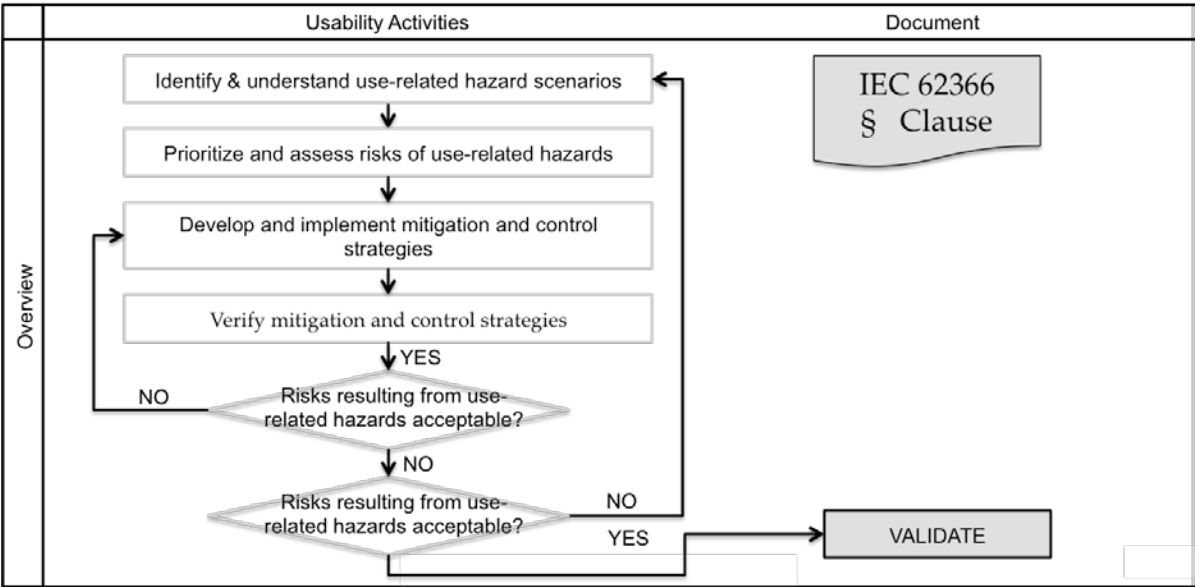 Usability Activities
Document
Overview
Identify & understand use-related hazard scenarios
IEC 62366
§ Clause
Prioritize and assess risks of use-related hazards
Develop and implement mitigation and control
strategies
Verify mitigation and control strategies
YES
Risks resulting from use-
related hazards acceptable?
NO
NO
Risks resulting from use-
related hazards acceptable?
NO
YES
VALIDATE